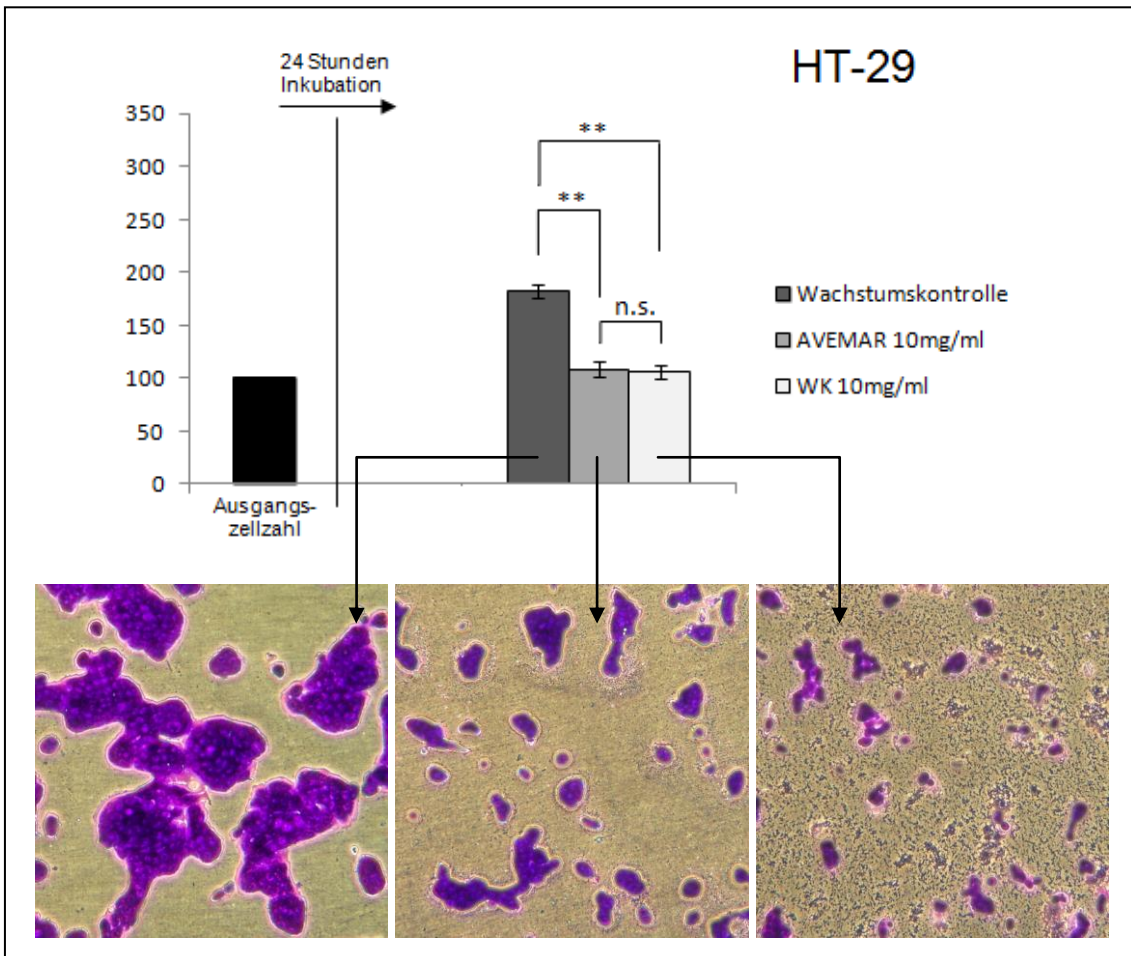 24 Stunden
Inkubation
HT-29
350
300
250
200
150
100
50
0
**
**
n.s.
Wachstumskontrolle
AVEMAR 10mg/ml
WK 10mg/ml
Ausgangs-
zellzahl